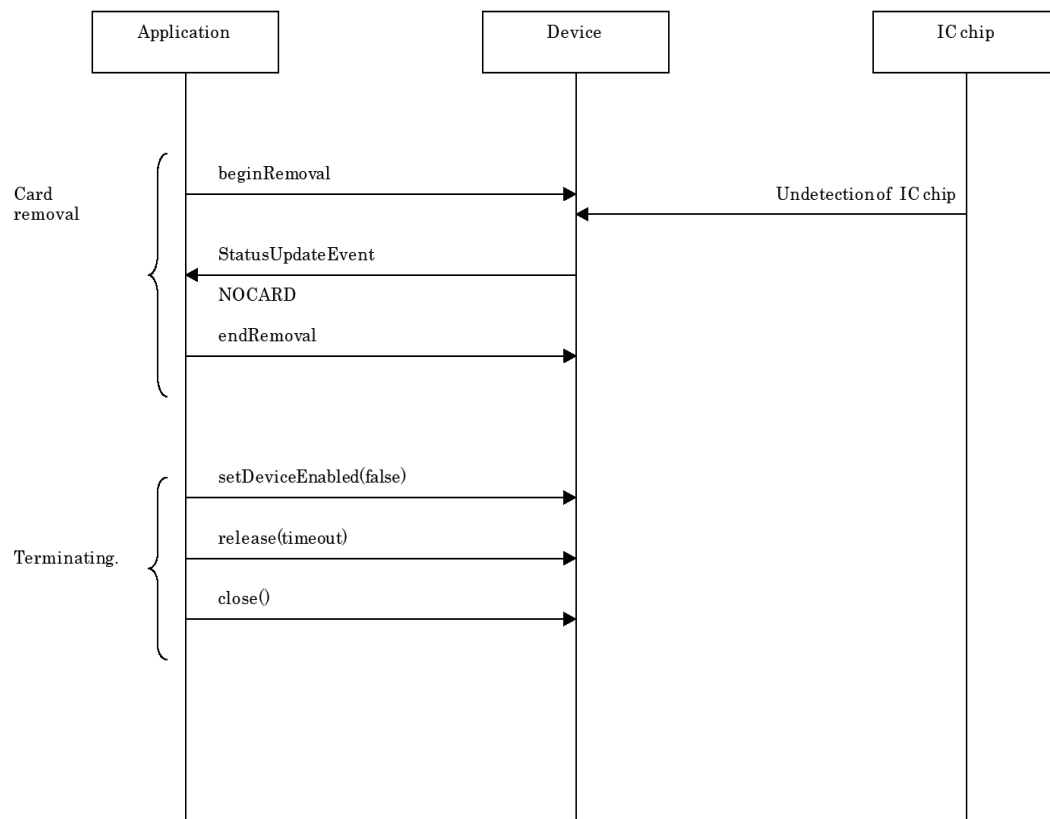 Application
Device
IC chip
beginRemoval
Card
removal
Undetection of IC chip
StatusUpdateEvent
NOCARD
endRemoval
setDeviceEnabled(false)
release(timeout)
Terminating.
close()